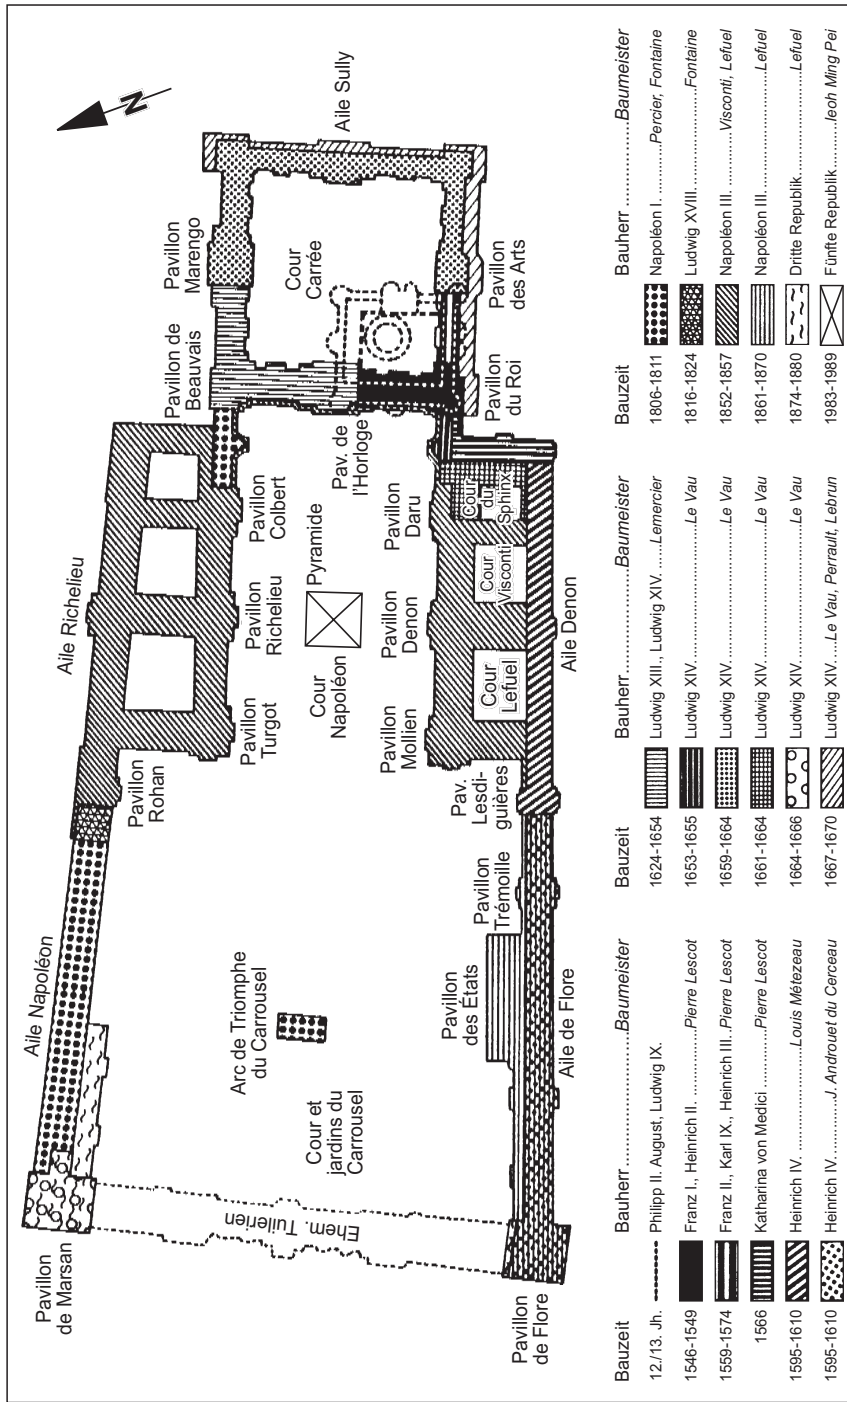 N
Aile Sully
Pavillon
Marengo
Cour
Carrée
Pavillon
des Arts
Pavillon de
Beauvais
Pav. de
l'Horloge
Pavillon
du Roi
Aile Richelieu
Pavillon
Colbert
Pyramide
Pavillon
Daru
Cour
du
Sphinx
Pavillon
Richelieu
Cour
Napoléon
Pavillon
Denon
Cour
Visconti
Aile Denon
Pavillon
Turgot
Pavillon
Mollien
Cour
Lefuel
Pavillon
Rohan
Pav.
Lesdi-
guières
Aile Napoléon
Arc de Triomphe
du Carrousel
Pavillon
Trémoille
Pavillon
des États
Aile de Flore
Cour et
jardins du
Carrousel
Ehem. Tuilerien
Pavillon
de Marsan
Pavillon
de Flore
Bauzeit Bauherr ................Baumeister
12./13. Jh. Philipp II. August, Ludwig IX.
1546-1549 Franz I., Heinrich II. ..............Pierre Lescot
1559-1574 Franz II., Karl IX., Heinrich III. ..Pierre Lescot
1566 Katharina von Medici ..........Pierre Lescot
1595-1610 Heinrich IV. ......................Louis Métezeau
1595-1610 Heinrich IV. ............J. Androuet du Cerceau
Bauzeit Bauherr ................Baumeister
1624-1654 Ludwig XIII., Ludwig XIV. .....Lemercier
1653-1655 Ludwig XIV. ..........................Le Vau
1659-1664 Ludwig XIV. ..........................Le Vau
1661-1664 Ludwig XIV. ..........................Le Vau
1664-1666 Ludwig XIV. ..........................Le Vau
1667-1670 Ludwig XIV. ....Le Vau, Perrault, Lebrun
Bauzeit Bauherr ................Baumeister
1806-1811 Napoléon I. ..........Percier, Fontaine
1816-1824 Ludwig XVIII. ....................Fontaine
1852-1857 Napoléon III. ............Visconti, Lefuel
1861-1870 Napoléon III. ........................Lefuel
1874-1880 Dritte Republik ....................Lefuel
1983-1989 Fünfte Republik ..........Ieoh Ming Pei